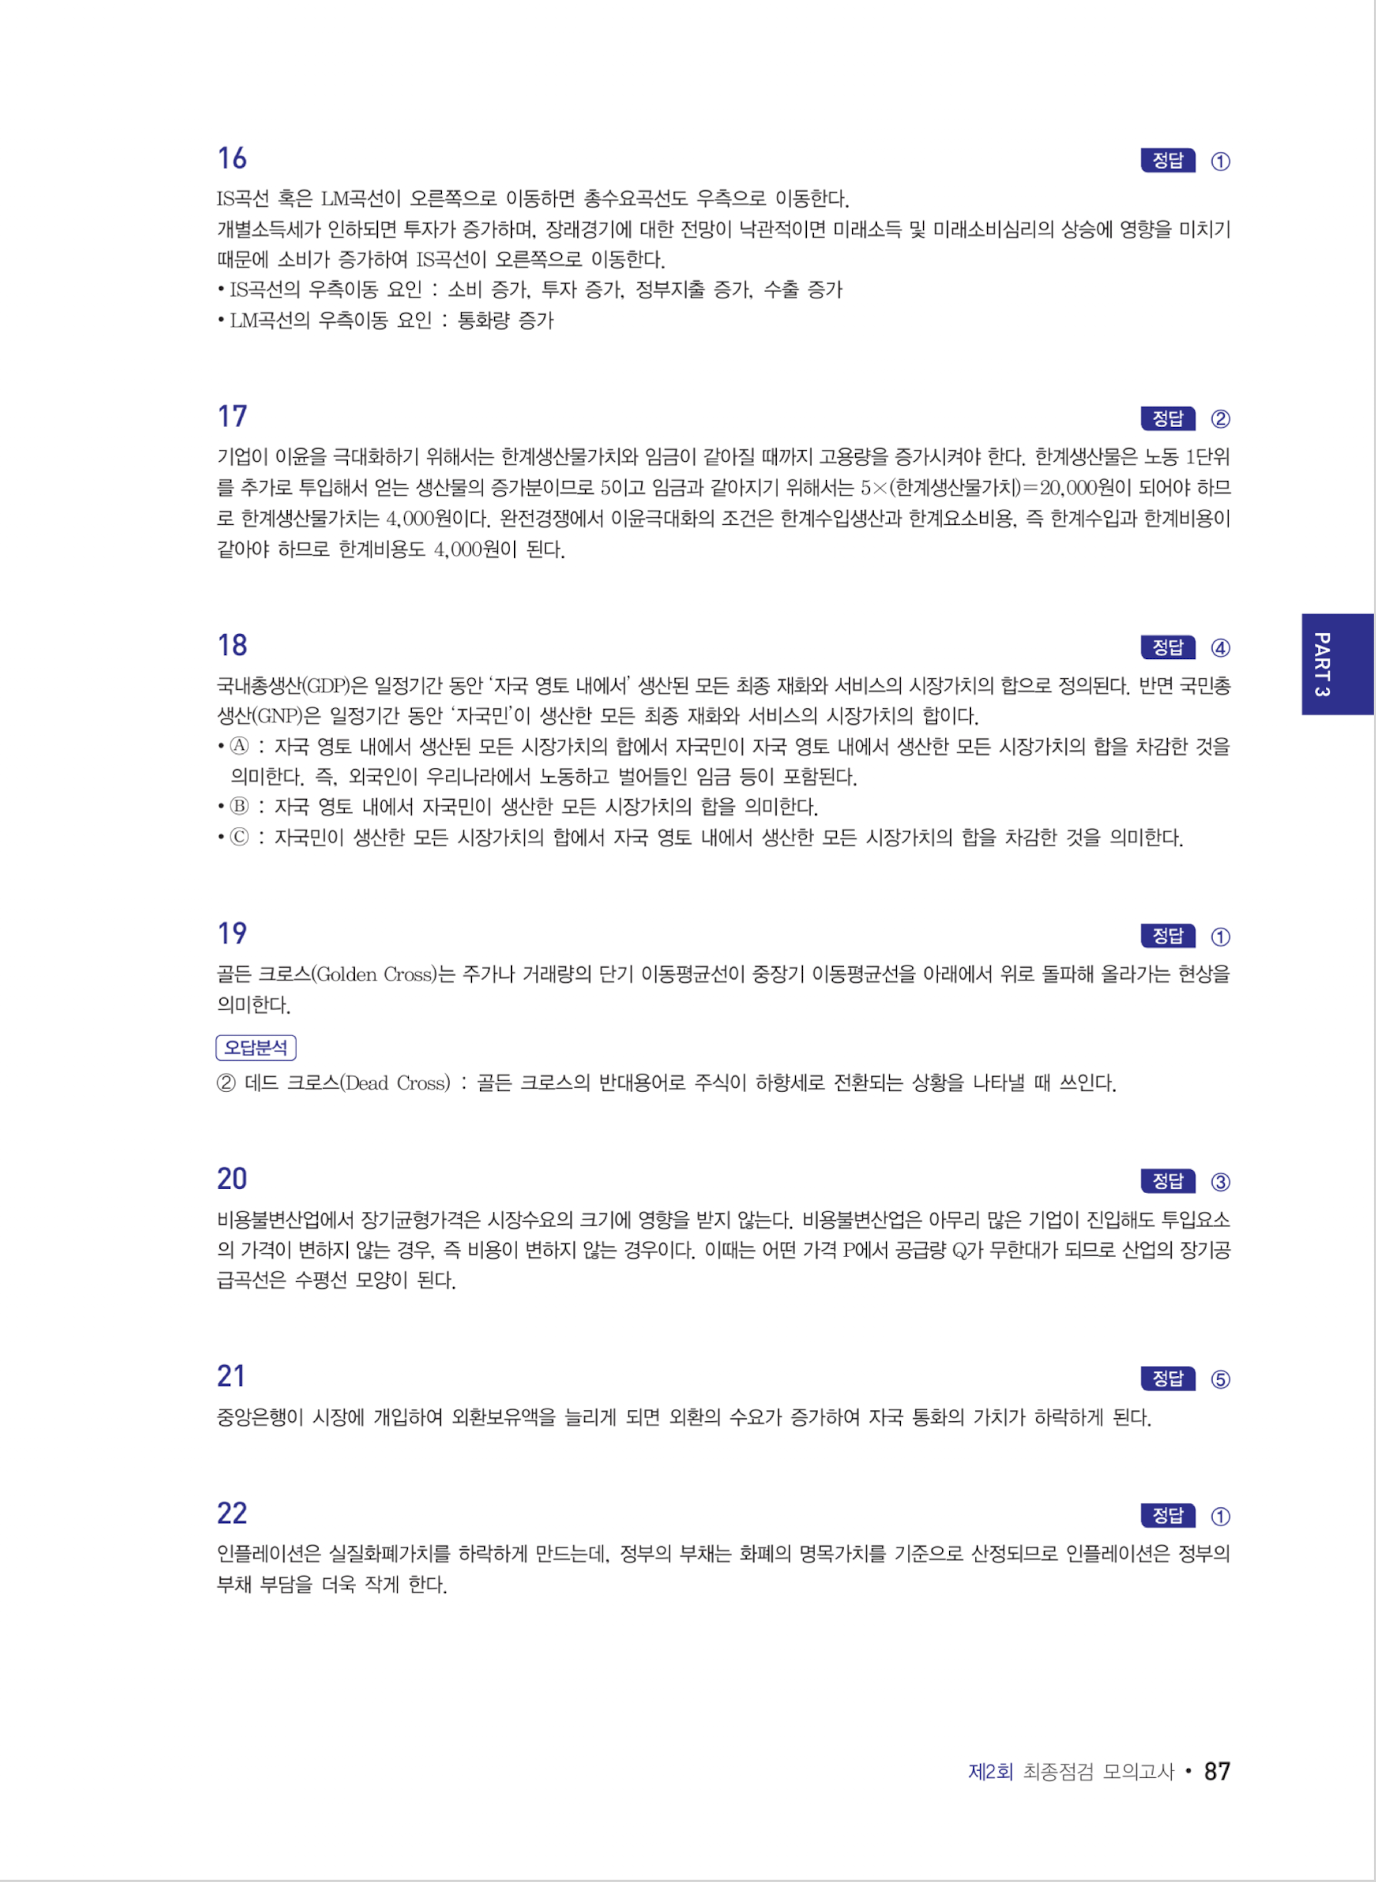 16
정답 ①
IS곡선 혹은 LM곡선이 오른쪽으로 이동하면 총수요곡선도 우측으로 이동한다.
개별소득세가 인하되면 투자가 증가하며, 장래경기에 대한 전망이 낙관적이면 미래소득 및 미래소비심리의 상승에 영향을 미치기
때문에 소비가 증가하여 IS곡선이 오른쪽으로 이동한다.
• IS곡선의 우측이동 요인 : 소비 증가, 투자 증가, 정부지출 증가, 수출 증가
• LM곡선의 우측이동 요인 : 통화량 증가
17
정답 ②
기업이 이윤을 극대화하기 위해서는 한계생산물가치와 임금이 같아질 때까지 고용량을 증가시켜야 한다. 한계생산물은 노동 1단위
를 추가로 투입해서 얻는 생산물의 증가분이므로 5이고 임금과 같아지기 위해서는 5×(한계생산물가치)=20,000원이 되어야 하므
로 한계생산물가치는 4,000원이다. 완전경쟁에서 이윤극대화의 조건은 한계수입생산과 한계요소비용, 즉 한계수입과 한계비용이
같아야 하므로 한계비용도 4,000원이 된다.
18
정답 ④
국내총생산(GDP)은 일정기간 동안 ‘자국 영토 내에서’ 생산된 모든 최종 재화와 서비스의 시장가치의 합으로 정의된다. 반면 국민총
생산(GNP)은 일정기간 동안 ‘자국민’이 생산한 모든 최종 재화와 서비스의 시장가치의 합이다.
• Ⓐ : 자국 영토 내에서 생산된 모든 시장가치의 합에서 자국민이 자국 영토 내에서 생산한 모든 시장가치의 합을 차감한 것을
의미한다. 즉, 외국인이 우리나라에서 노동하고 벌어들인 임금 등이 포함된다.
• Ⓑ : 자국 영토 내에서 자국민이 생산한 모든 시장가치의 합을 의미한다.
• Ⓒ : 자국민이 생산한 모든 시장가치의 합에서 자국 영토 내에서 생산한 모든 시장가치의 합을 차감한 것을 의미한다.
PART 3
19
정답 ①
골든 크로스(Golden Cross)는 주가나 거래량의 단기 이동평균선이 중장기 이동평균선을 아래에서 위로 돌파해 올라가는 현상을
의미한다.
오답분석
② 데드 크로스(Dead Cross) : 골든 크로스의 반대용어로 주식이 하향세로 전환되는 상황을 나타낼 때 쓰인다.
20
정답 ③
비용불변산업에서 장기균형가격은 시장수요의 크기에 영향을 받지 않는다. 비용불변산업은 아무리 많은 기업이 진입해도 투입요소
의 가격이 변하지 않는 경우, 즉 비용이 변하지 않는 경우이다. 이때는 어떤 가격 P에서 공급량 Q가 무한대가 되므로 산업의 장기공
급곡선은 수평선 모양이 된다.
21
정답 ⑤
중앙은행이 시장에 개입하여 외환보유액을 늘리게 되면 외환의 수요가 증가하여 자국 통화의 가치가 하락하게 된다.
22
정답 ①
인플레이션은 실질화폐가치를 하락하게 만드는데, 정부의 부채는 화폐의 명목가치를 기준으로 산정되므로 인플레이션은 정부의
부채 부담을 더욱 작게 한다.
제2회 최종점검 모의고사 • 87